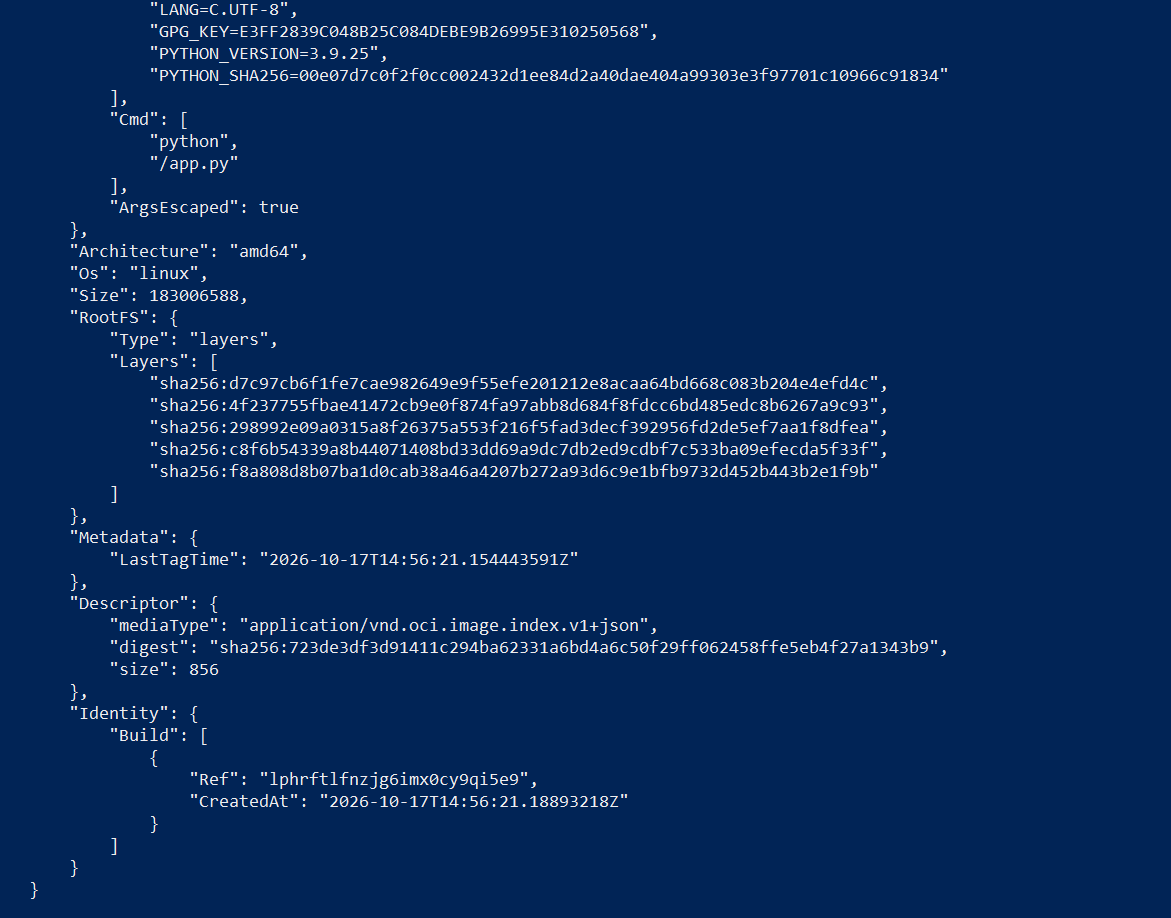 "LANG=C.UTF-8",
"GPG_KEY=E3FF2839C048B25C084DEBE9B26995E310250568",
"PYTHON_VERSION=3.9.25",
"PYTHON_SHA256=00e07d7c0f2f0cc002432d1ee84d2a40dae404a99303e3f97701c10966c91834"
],
"Cmd": [
"python",
"/app.py"
],
"ArgsEscaped": true
},
"Architecture": "amd64",
"Os": "linux",
"Size": 183006588,
"RootFS": {
"Type": "layers",
"Layers": [
"sha256:d7c97cb6f1fe7cae982649e9f55efe201212e8acaa64bd668c083b204e4efd4c",
"sha256:4f237755fbae41472cb9e0f874fa97abb8d684f8fdcc6bd485edc8b6267a9c93",
"sha256:298992e09a0315a8f26375a553f216f5fad3decf392956fd2de5ef7aa1f8dfea",
"sha256:c8f6b54339a8b44071408bd33dd69a9dc7db2ed9cdbf7c533ba09efecda5f33f",
"sha256:f8a808d8b07ba1d0cab38a46a4207b272a93d6c9e1bfb9732d452b443b2e1f9b"
]
},
"Metadata": {
"LastTagTime": "2026-10-17T14:56:21.154443591Z"
},
"Descriptor": {
"mediaType": "application/vnd.oci.image.index.v1+json",
"digest": "sha256:723de3df3d91411c294ba62331a6bd4a6c50f29ff062458ffe5eb4f27a1343b9",
"size": 856
},
"Identity": {
"Build": [
{
"Ref": "lphrftlfnzjg6imx0cy9qi5e9",
"CreatedAt": "2026-10-17T14:56:21.18893218Z"
}
]
}
}